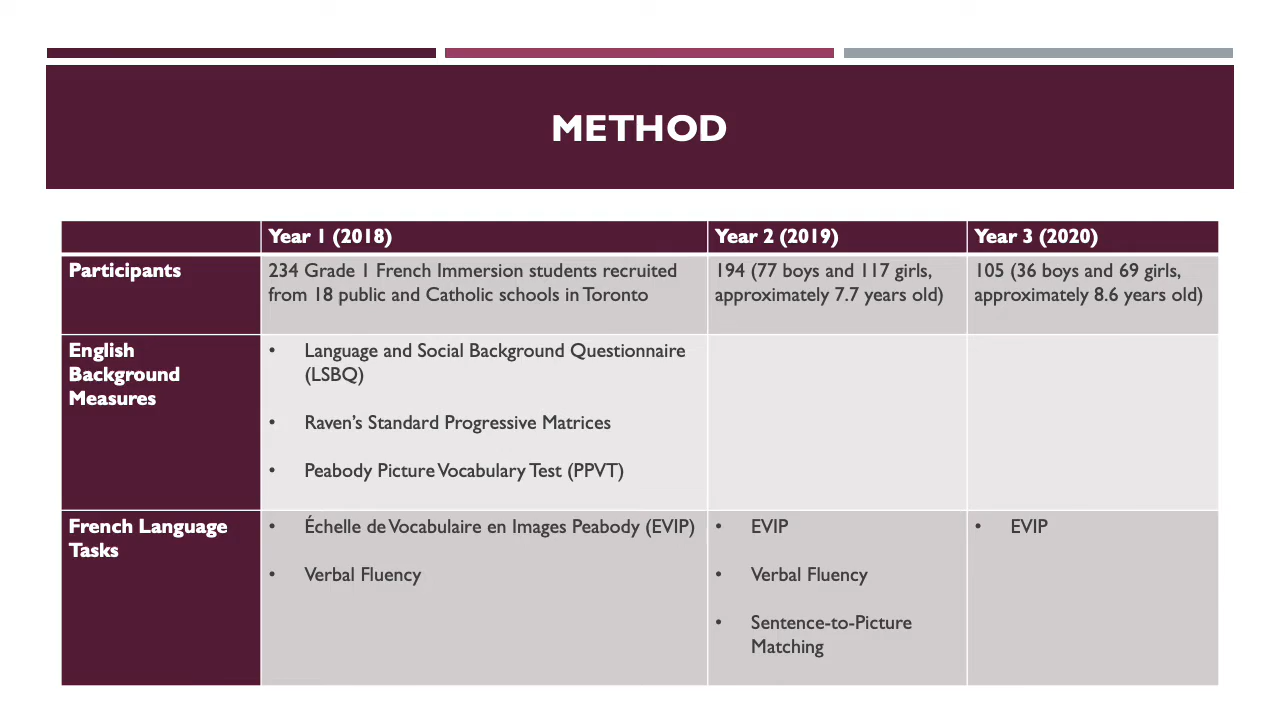 METHOD
Year 1 (2018)
Year 2 (2019)
Year 3 (2020)
Participants
234 Grade 1 French Immersion students recruited
from 18 public and Catholic schools in Toronto
194 (77 boys and 117 girls,
approximately 7.7 years old)
105 (36 boys and 69 girls,
approximately 8.6 years old)
English
Background
Measures
• Language and Social Background Questionnaire
(LSBQ)
• Raven's Standard Progressive Matrices
• Peabody Picture Vocabulary Test (PPVT)
French Language
Tasks
• Échelle de Vocabulaire en Images Peabody (EVIP)
• Verbal Fluency
• EVIP
• Verbal Fluency
• Sentence-to-Picture
Matching
• EVIP